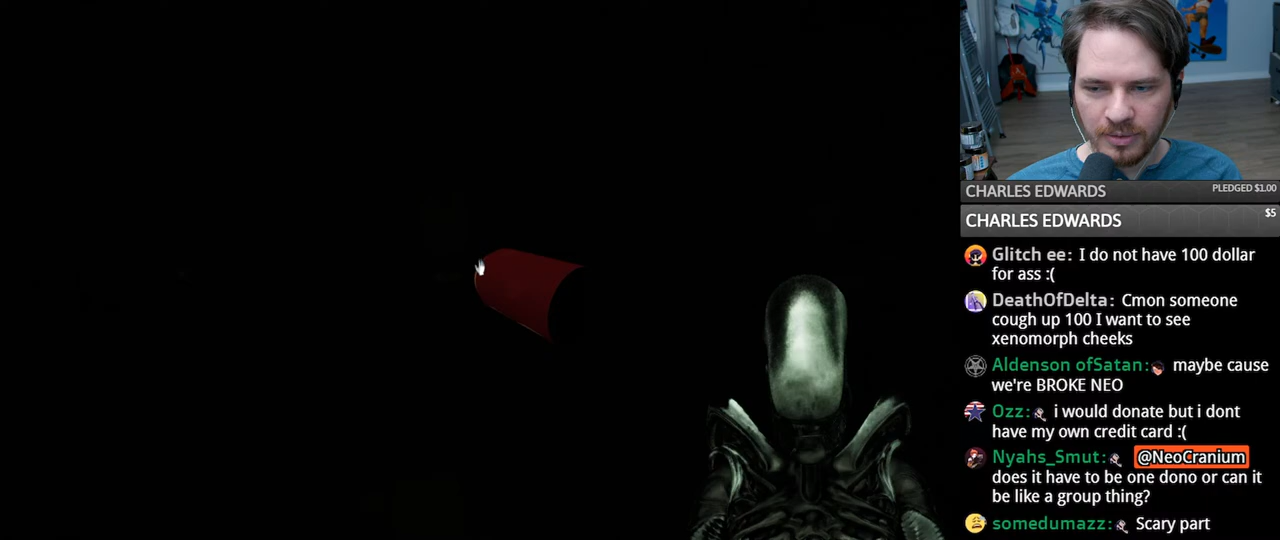 CHARLES EDWARDS PLEDGED $1.00
CHARLES EDWARDS $5
Glitch ee: I do not have 100 dollar
for ass :(
DeathOfDelta: Cmon someone
cough up 100 I want to see
xenomorph cheeks
Aldenson ofSatan: maybe cause
we're BROKE NEO
Ozz: i would donate but i dont
have my own credit card :(
Nyahs_Smut: @NeoCranium
does it have to be one dono or can it
be like a group thing?
somedumazz: Scary part